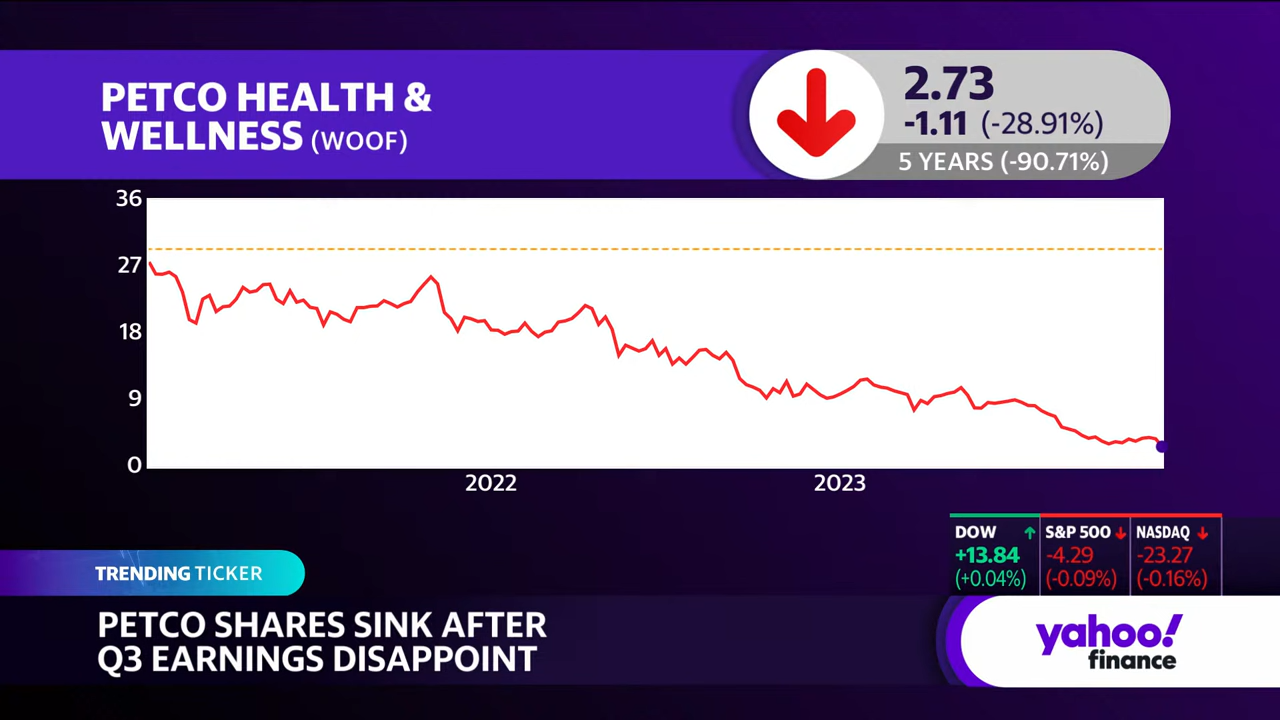 PETCO HEALTH &
WELLNESS (WOOF)
2.73
-1.11 (-28.91%)
5 YEARS (-90.71%)
36
27
18
9
0
2022
2023
DOW
+13.84
(+0.04%)
S&P 500
-4.29
(-0.09%)
NASDAQ
-23.27
(-0.16%)
TRENDING TICKER
PETCO SHARES SINK AFTER
Q3 EARNINGS DISAPPOINT
yahoo!
finance